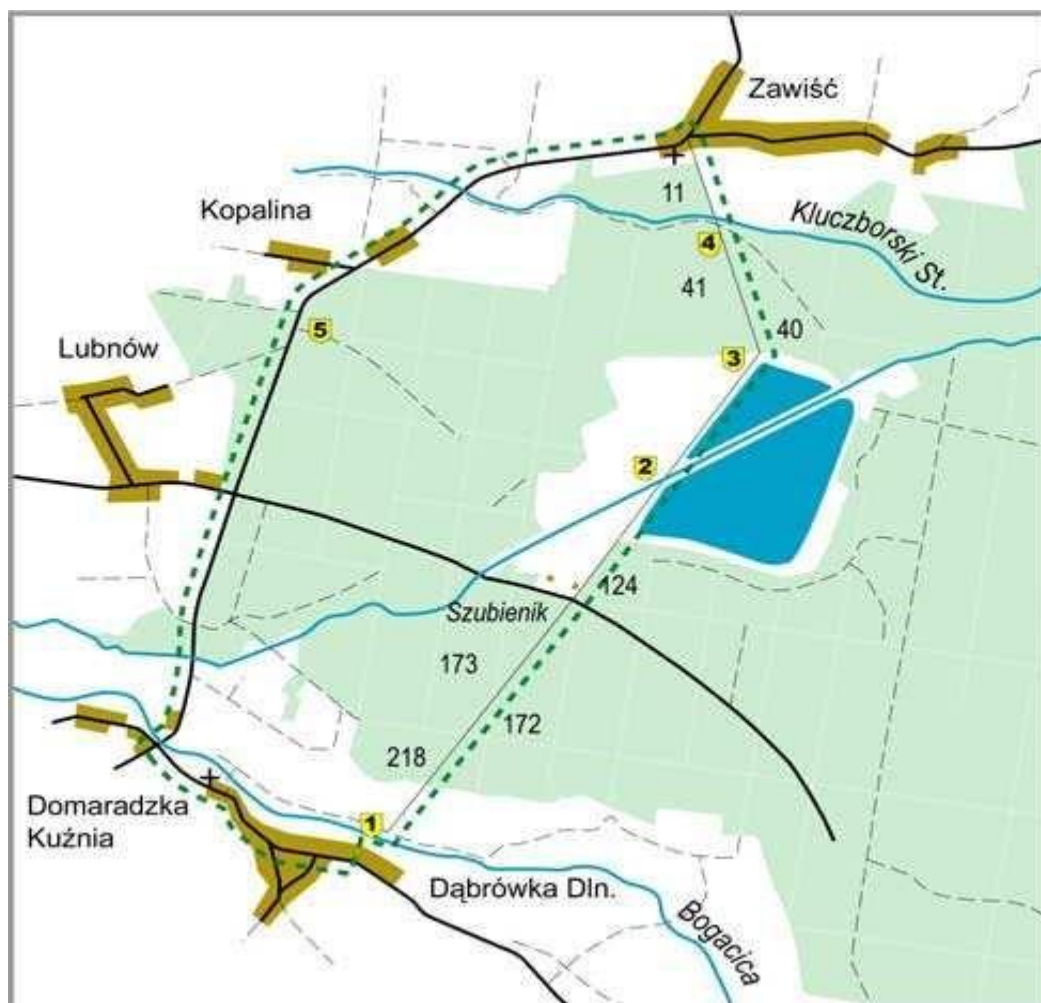 Zawiść
11
Kopalina
Kluczborski St.
4
41
40
5
Lubnów
3
2
124
Szubienik
173
172
218
Domaradzka
Kuźnia
1
Dąbrówka Dln.
Bogacica